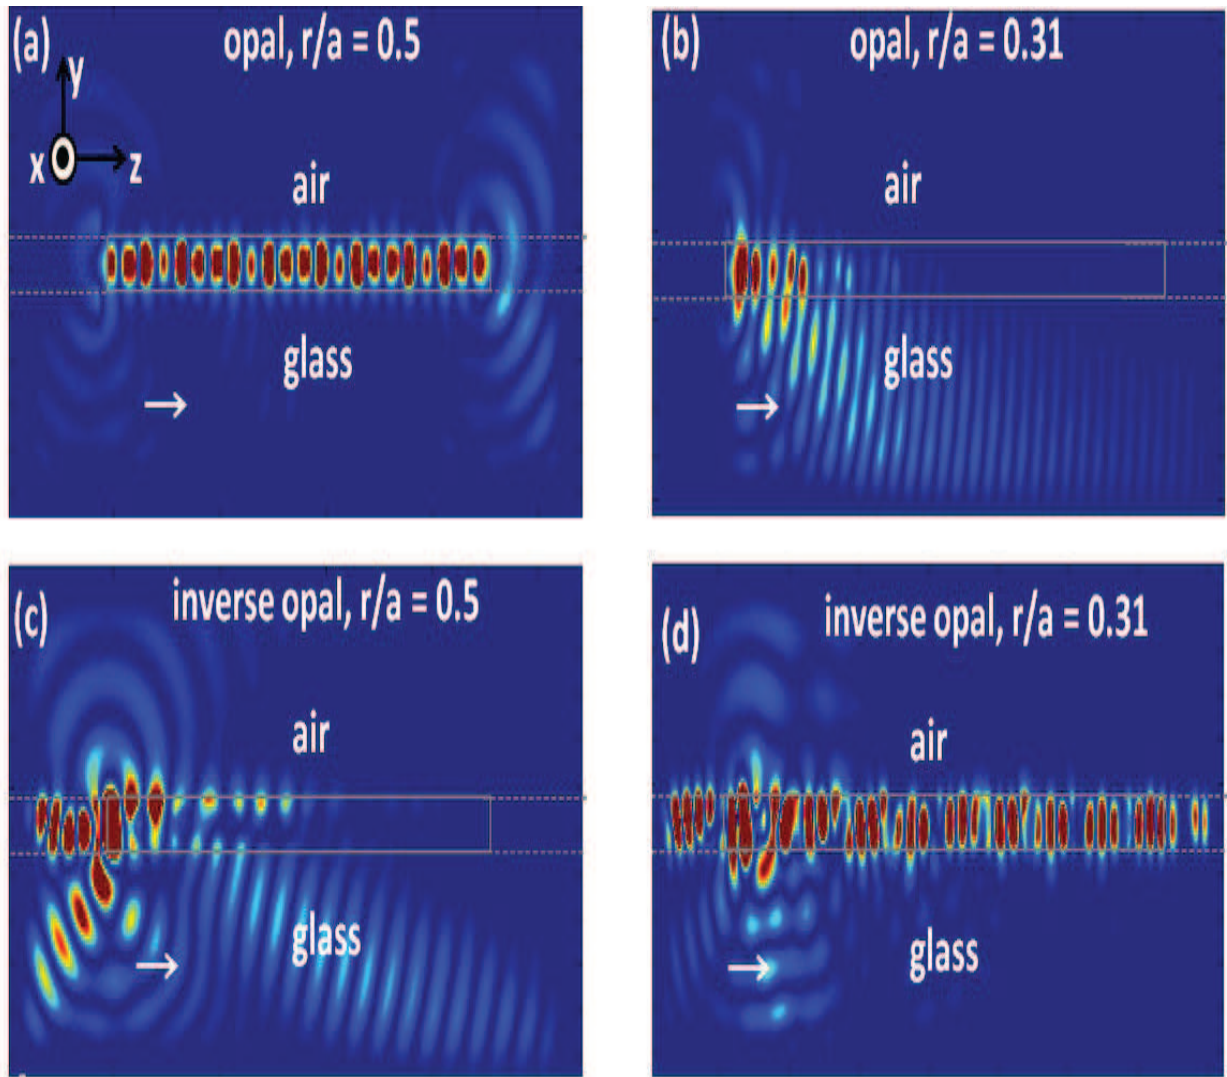 (a)
opal, r/a = 0.5
y
x
z
air
glass
(b)
opal, r/a = 0.31
air
glass
(c)
inverse opal, r/a = 0.5
air
glass
(d)
inverse opal, r/a = 0.31
air
glass